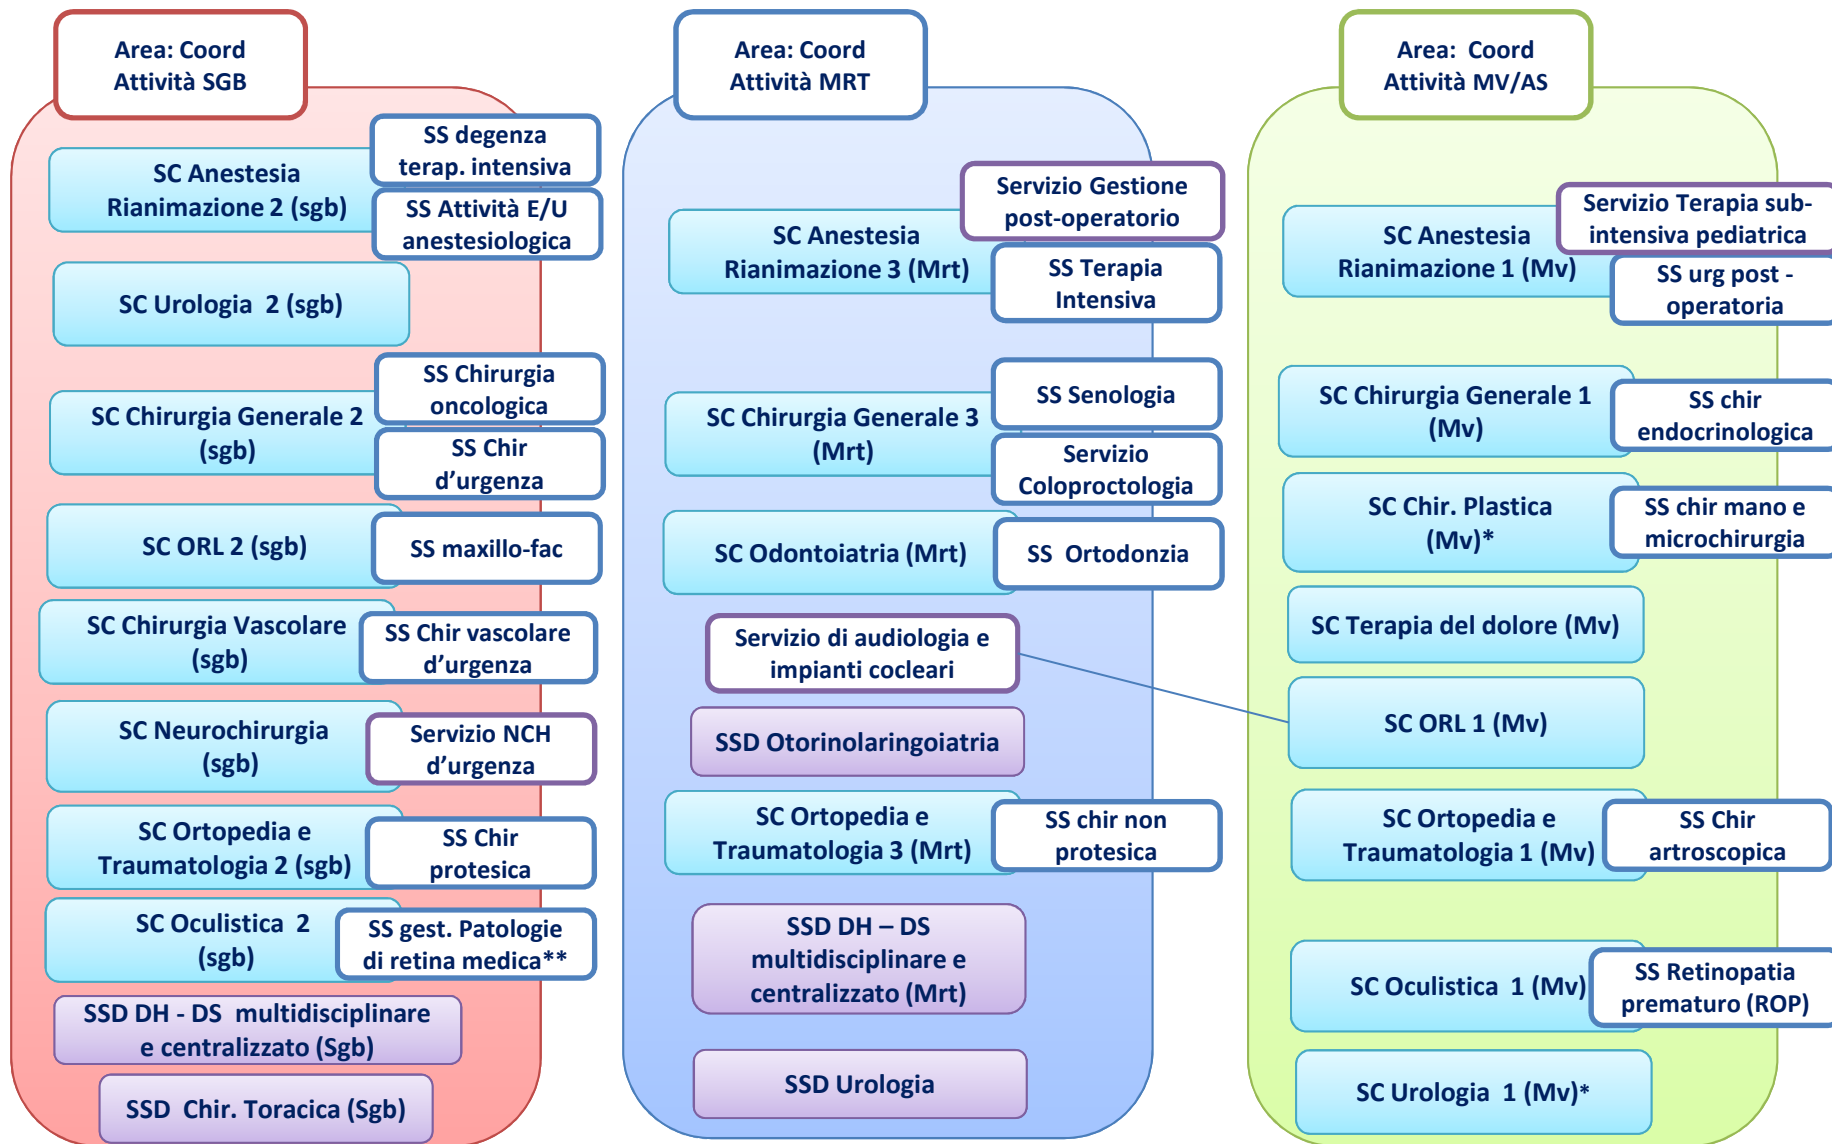 Area: Coord
Attività SGB
SS degenza
terap. intensiva
SC Anestesia
Rianimazione 2 (sgb)
SS Attività E/U
anestesiologica
SC Urologia  2 (sgb)
SS Chirurgia
oncologica
SC Chirurgia Generale 2
(sgb)
SS Chir
d’urgenza
SC ORL 2 (sgb)
SS maxillo-fac
SC Chirurgia Vascolare
(sgb)
SS Chir vascolare
d’urgenza
SC Neurochirurgia
(sgb)
Servizio NCH
d’urgenza
SC Ortopedia e
Traumatologia 2 (sgb)
SS Chir
protesica
SC Oculistica  2
(sgb)
SS gest. Patologie
di retina medica**
SSD DH - DS  multidisciplinare
e centralizzato (Sgb)
SSD  Chir. Toracica (Sgb)
Area: Coord
Attività MRT
Servizio Gestione
post-operatorio
SC Anestesia
Rianimazione 3 (Mrt)
SS Terapia
Intensiva
SS Senologia
SC Chirurgia Generale 3
(Mrt)
Servizio
Coloproctologia
SC Odontoiatria (Mrt)
SS  Ortodonzia
Servizio di audiologia e
impianti cocleari
SSD Otorinolaringoiatria
SC Ortopedia e
Traumatologia 3 (Mrt)
SS chir non
protesica
SSD DH – DS
multidisciplinare e
centralizzato (Mrt)
SSD Urologia
Area:  Coord
Attività MV/AS
Servizio Terapia sub-
intensiva pediatrica
SC Anestesia
Rianimazione 1 (Mv)
SS urg post -
operatoria
SC Chirurgia Generale 1
(Mv)
SS chir
endocrinologica
SC Chir. Plastica
(Mv)*
SS chir mano e
microchirurgia
SC Terapia del dolore (Mv)
SC ORL 1 (Mv)
SC Ortopedia e
Traumatologia 1 (Mv)
SS Chir
artroscopica
SC Oculistica  1 (Mv)
SS Retinopatia
prematuro (ROP)
SC Urologia  1 (Mv)*